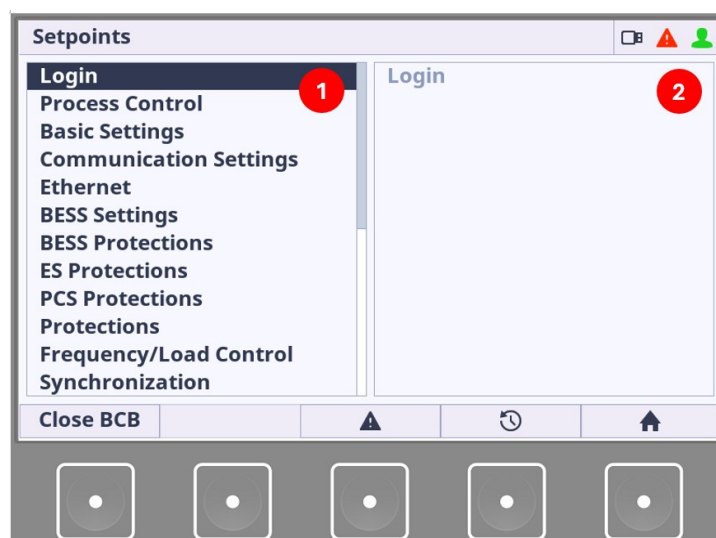 Setpoints
Login
1
Process Control
Basic Settings
Communication Settings
Ethernet
BESS Settings
BESS Protections
ES Protections
PCS Protections
Protections
Frequency/Load Control
Synchronization
Login
2
Close BCB